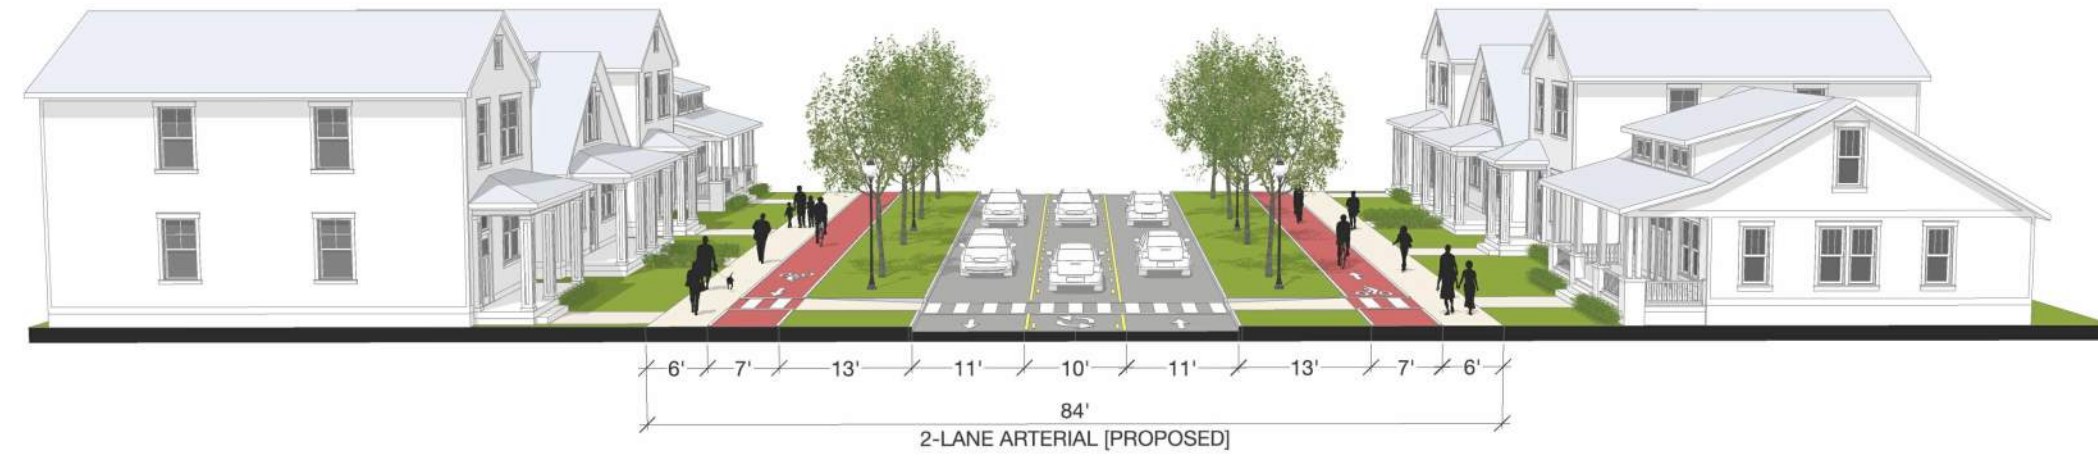 6' 7' 13' 11' 10' 11' 13' 7' 6'
84'
2-LANE ARTERIAL [PROPOSED]